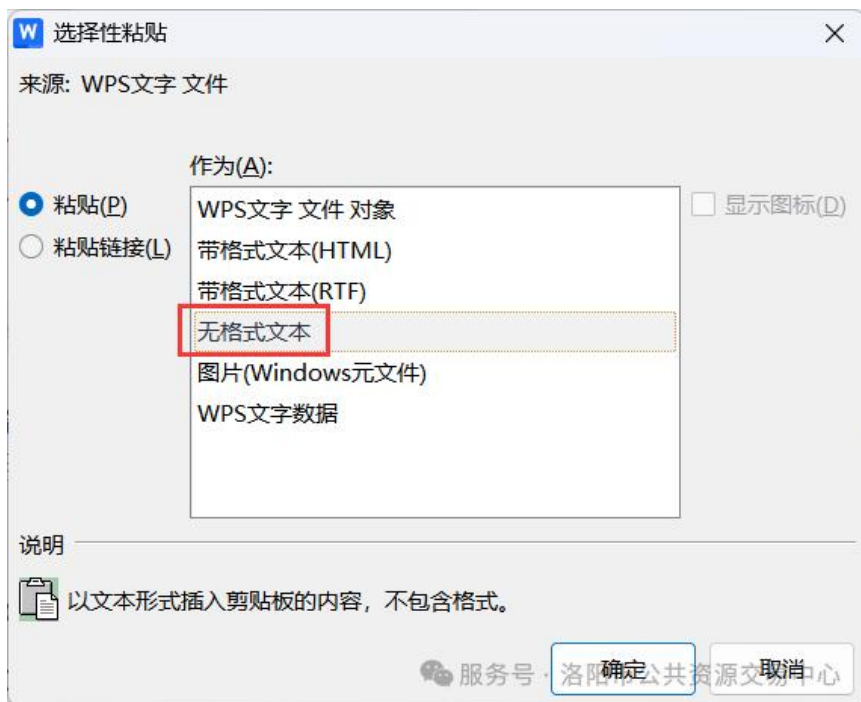 W 选择性粘贴
来源: WPS文字 文件
作为(A):
粘贴(P)
粘贴链接(L)
WPS文字 文件 对象
带格式文本(HTML)
带格式文本(RTF)
无格式文本
图片(Windows元文件)
WPS文字数据
显示图标(D)
说明
以文本形式插入剪贴板的内容，不包含格式。
确定
取消
服务号 · 洛阳市公共资源交易中心